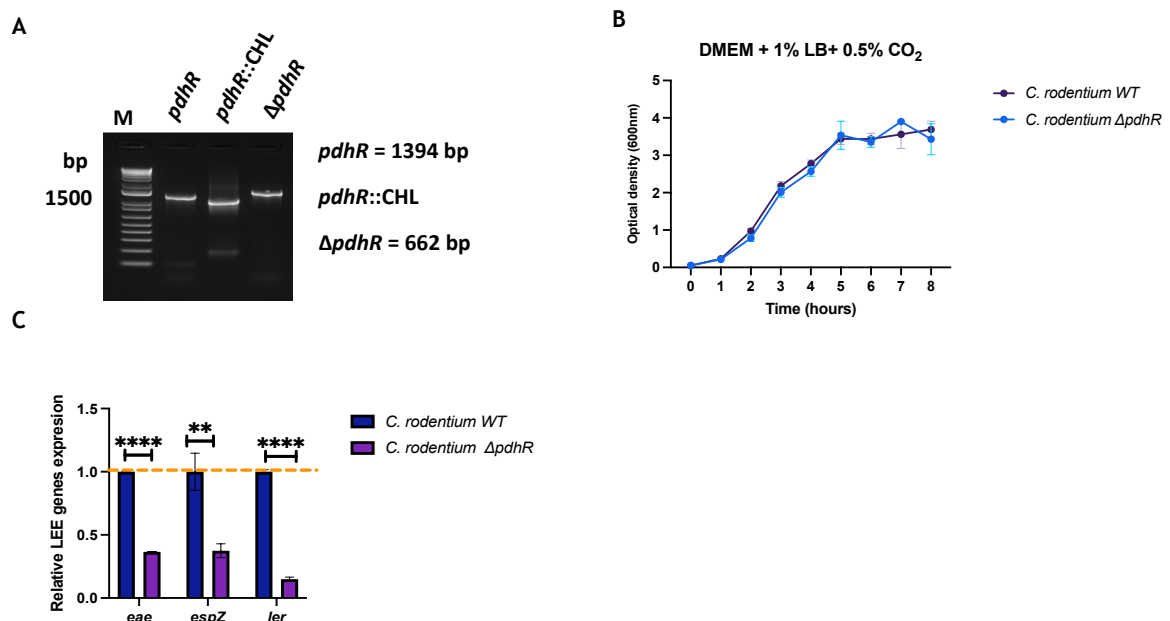 A
pdhR
pdhR::CHL
ΔpdhR
M
bp
1500
pdhR = 1394 bp
pdhR::CHL
ΔpdhR = 662 bp
B
DMEM + 1% LB+ 0.5% CO₂
Optical density (600nm)
5
4
3
2
1
0
0 1 2 3 4 5 6 7 8
Time (hours)
C. rodentium WT
C. rodentium ΔpdhR
C
Relative LEE genes expresion
1.5
1.0
0.5
0.0
**** ** ****
eae espZ ler
C. rodentium WT
C. rodentium ΔpdhR